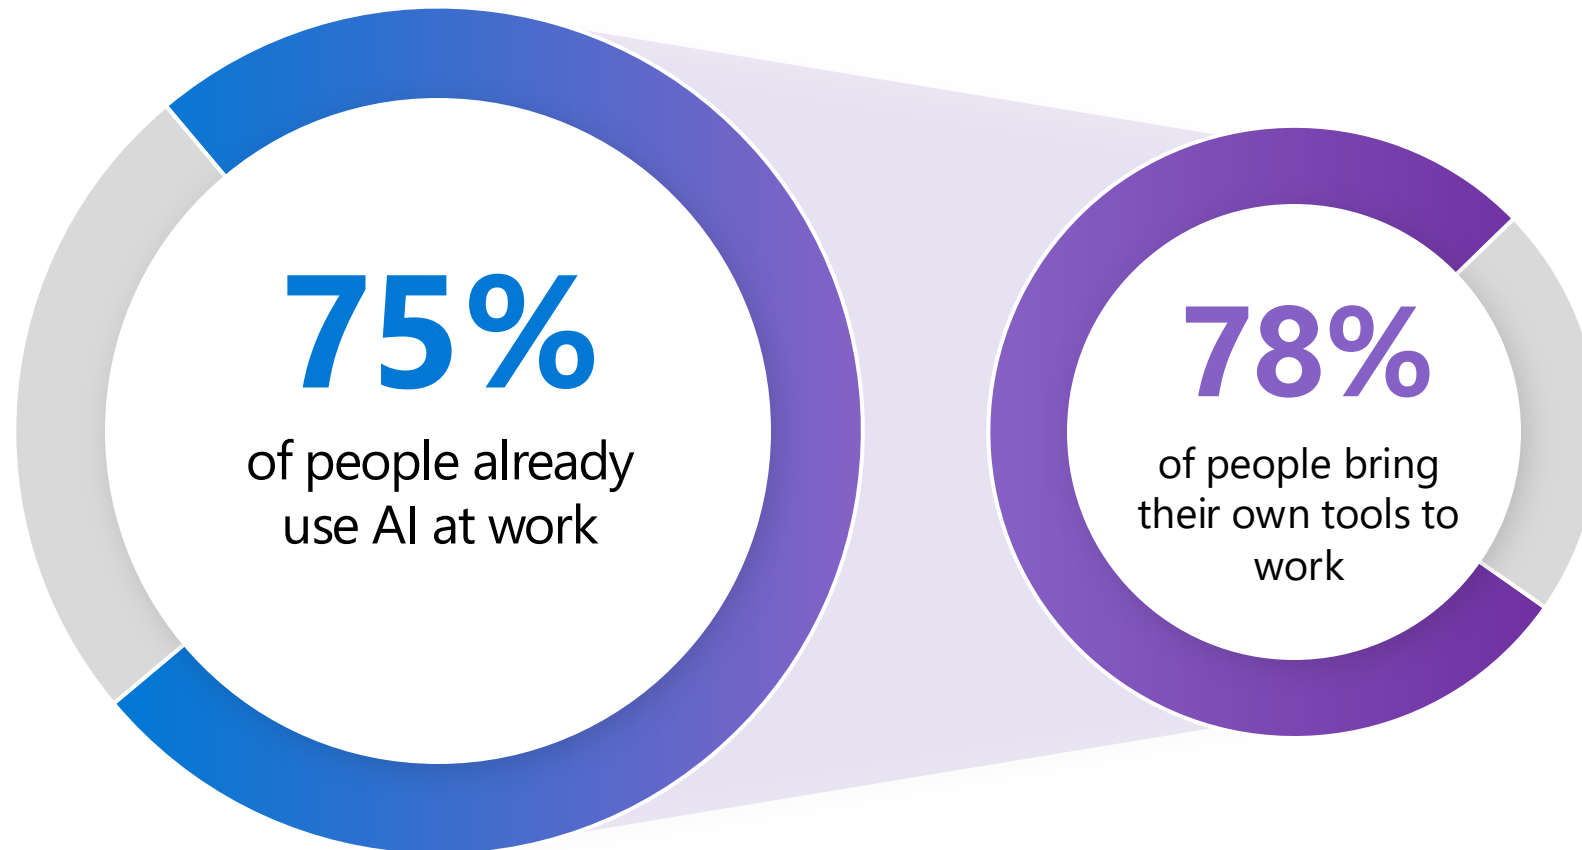 75%
of people already
use AI at work
78%
of people bring
their own tools to
work